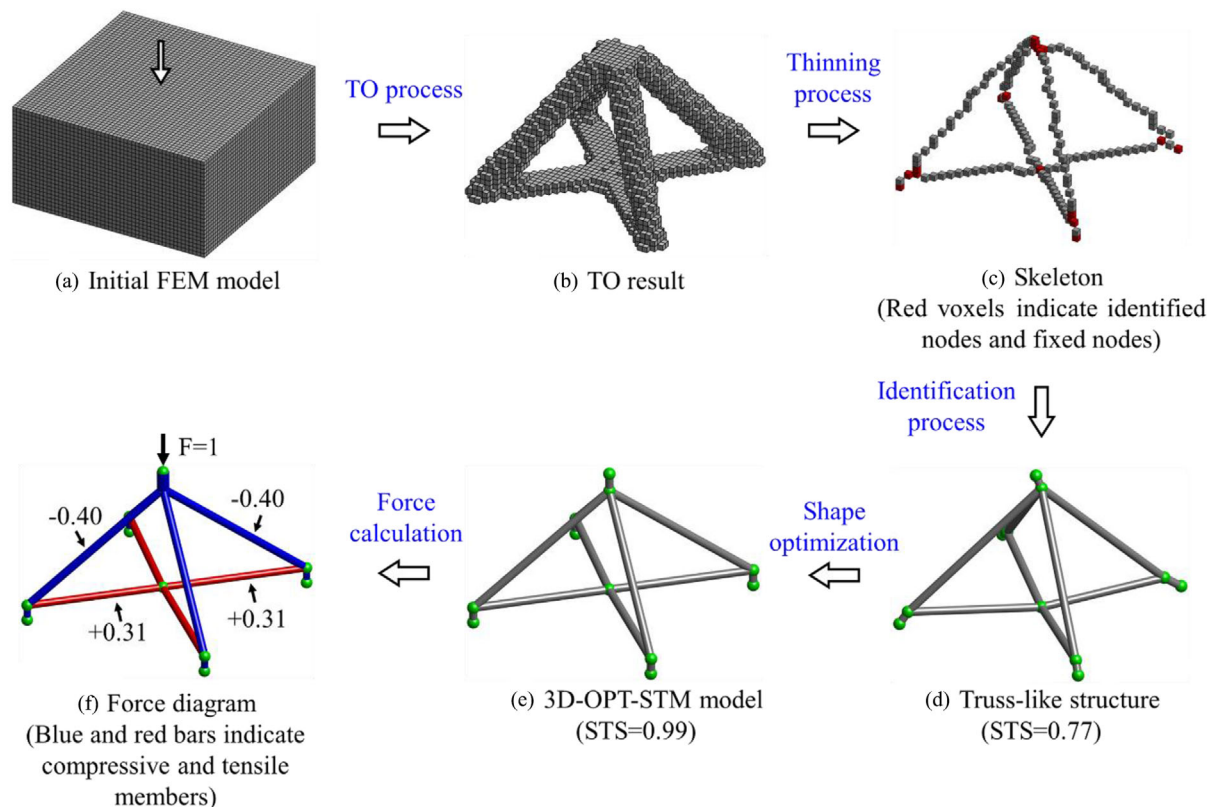 TO process
Thinning
process
(a) Initial FEM model
(b) TO result
(c) Skeleton
(Red voxels indicate identified
nodes and fixed nodes)
Identification
process
Shape
optimization
(d) Truss-like structure
(STS=0.77)
(e) 3D-OPT-STM model
(STS=0.99)
Force
calculation
F=1
-0.40
-0.40
+0.31
+0.31
(f) Force diagram
(Blue and red bars indicate
compressive and tensile
members)